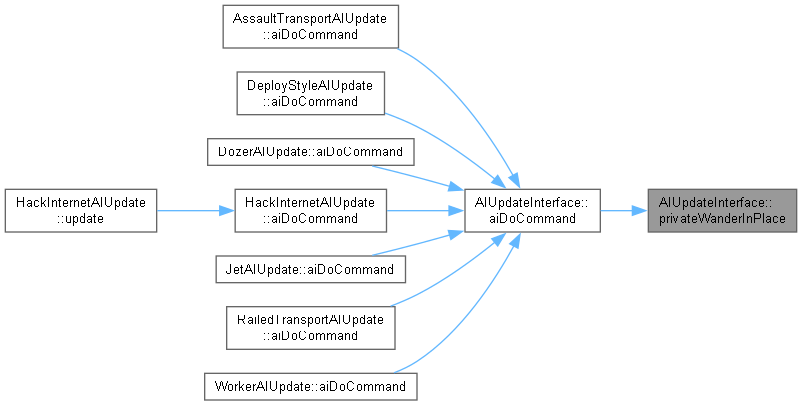 AssaultTransportAIUpdate
::aiDoCommand
DeployStyleAIUpdate
::aiDoCommand
DozerAIUpdate::aiDoCommand
HackInternetAIUpdate
::update
HackInternetAIUpdate
::aiDoCommand
AIUpdateInterface::
aiDoCommand
AIUpdateInterface::
privateWanderInPlace
JetAIUpdate::aiDoCommand
RailedTransportAIUpdate
::aiDoCommand
WorkerAIUpdate::aiDoCommand